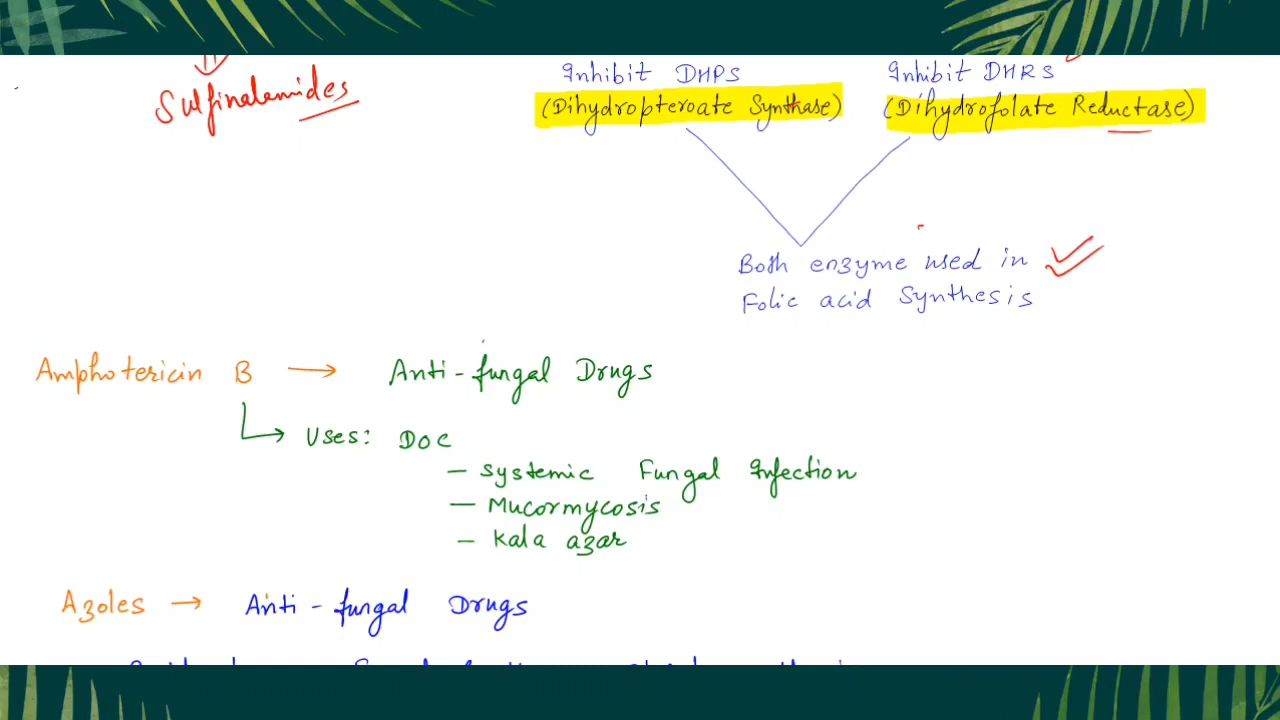 Sulfinalamides
Inhibit DHPS
(Dihydropteroate Synthase)
Inhibit DHRS
(Dihydrofolate Reductase)
Both enzyme used in
Folic acid Synthesis
Amphotericin B → Anti-fungal Drugs
Uses: DOC
- Systemic Fungal Infection
- Mucormycosis
- Kala azar
Azoles → Anti-fungal Drugs